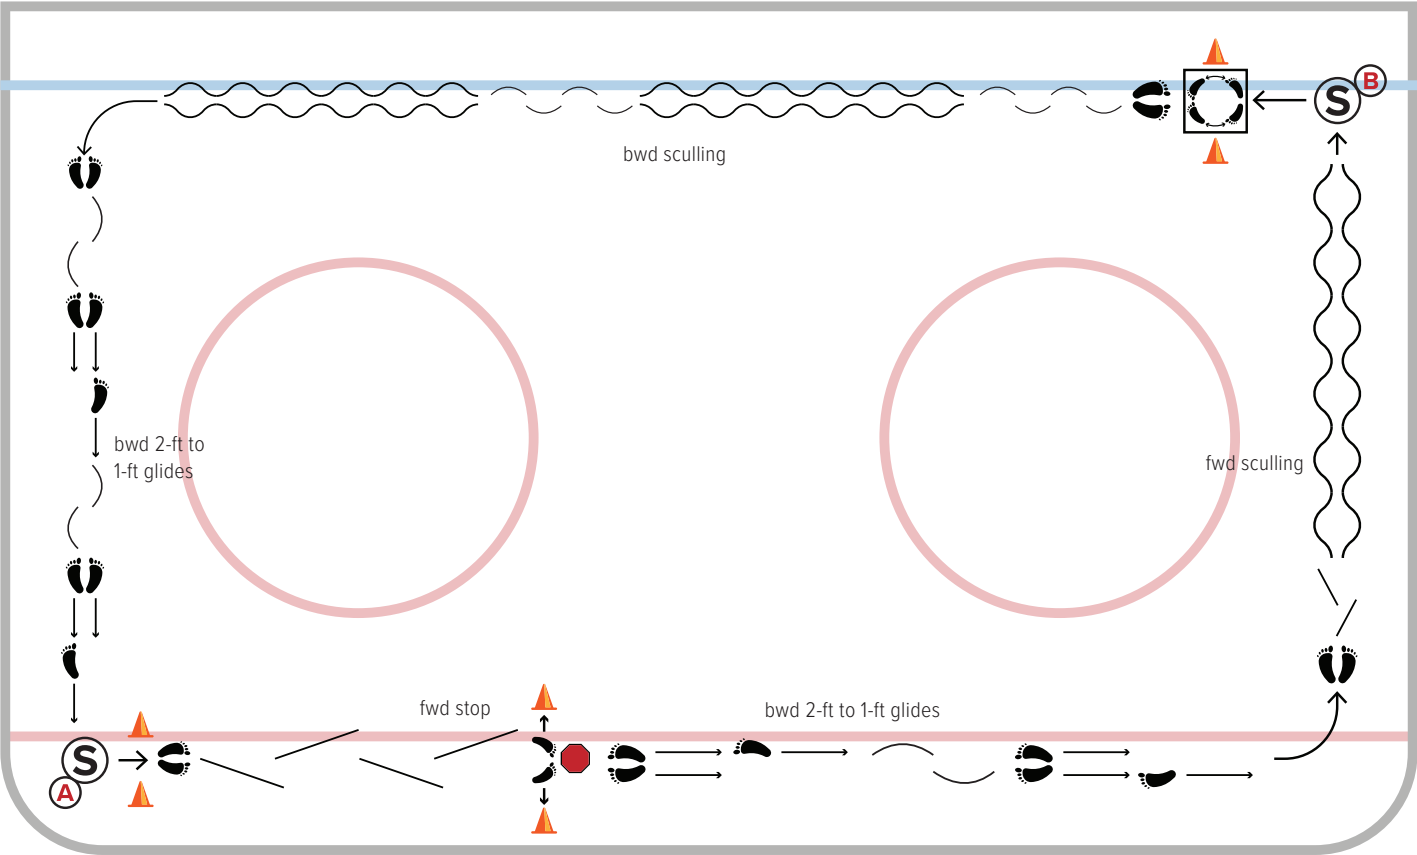 S B
bwd sculling
bwd 2-ft to
1-ft glides
fwd sculling
fwd stop
bwd 2-ft to 1-ft glides
S
A